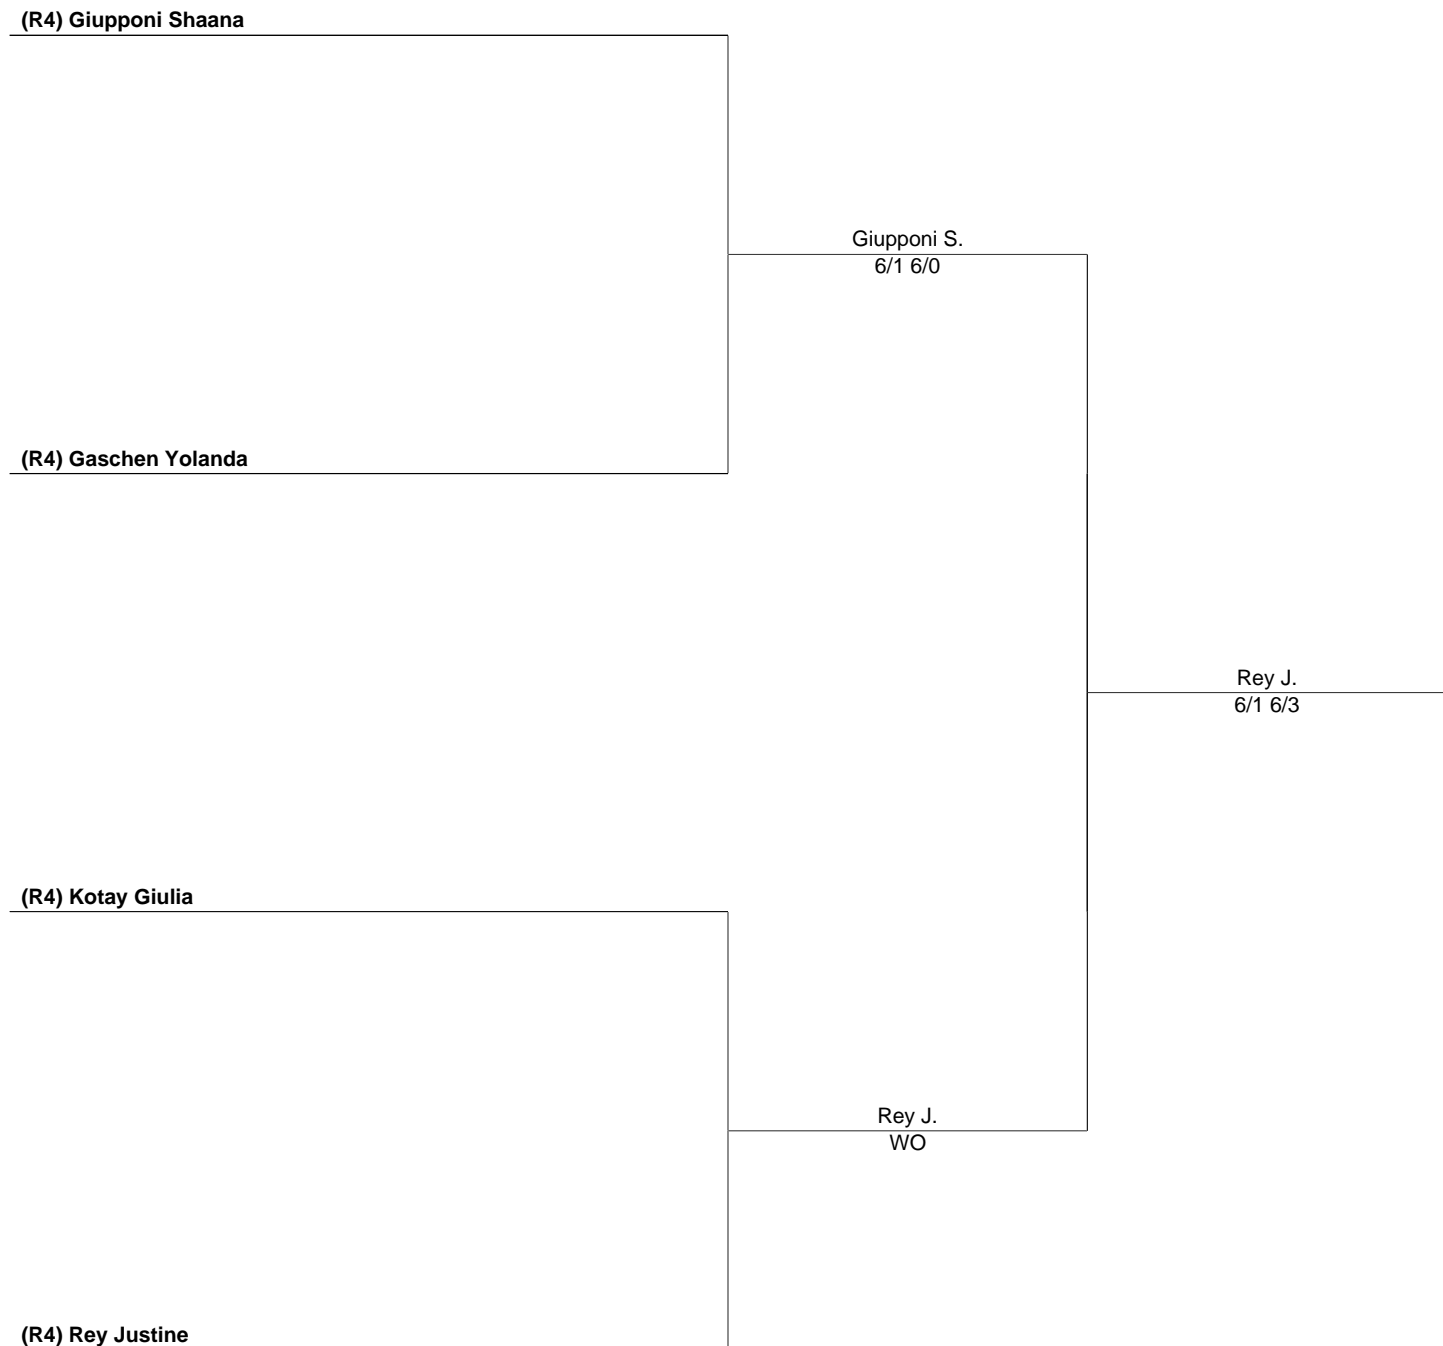 (R4) Giupponi Shaana
Giupponi S.
6/1 6/0
(R4) Gaschen Yolanda
Rey J.
6/1 6/3
(R4) Kotay Giulia
Rey J.
WO
(R4) Rey Justine